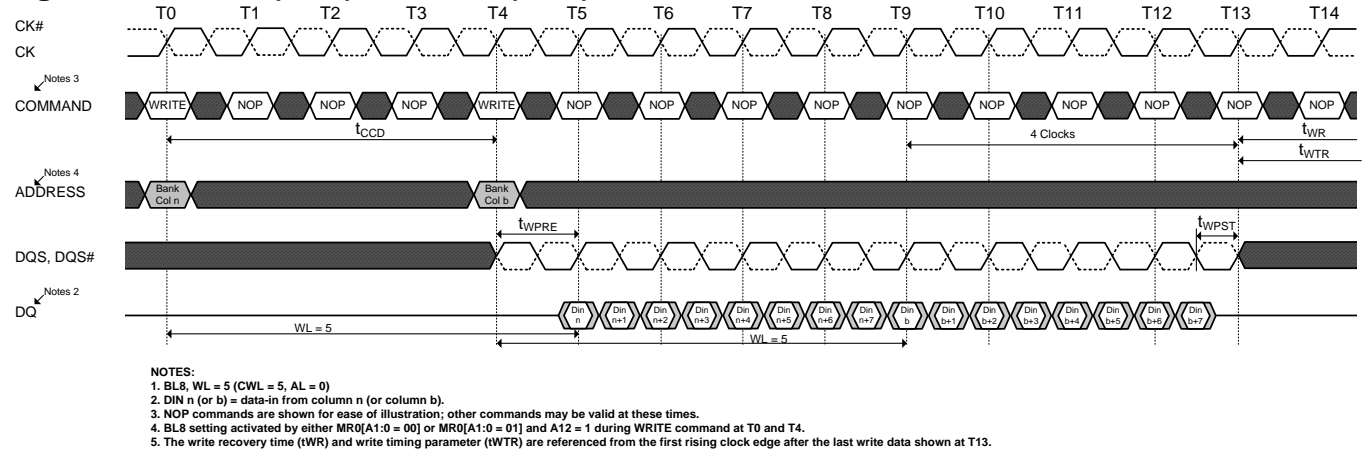 T0 T1 T2 T3 T4 T5 T6 T7 T8 T9 T10 T11 T12 T13 T14
CK#
CK
Notes 3
COMMAND
WRITE NOP NOP NOP WRITE NOP NOP NOP NOP NOP NOP NOP NOP NOP NOP
tCCD
4 Clocks
tWR
tWTR
Notes 4
ADDRESS
Bank Bank
Col n Col b
tWPRE
tWPST
DQS, DQS#
Notes 2
DQ
Din Din Din Din Din Din Din Din Din Din Din Din Din Din Din Din
n n+1 n+2 n+3 n+4 n+5 n+6 n+7 b b+1 b+2 b+3 b+4 b+5 b+6 b+7
WL = 5
WL = 5
NOTES:
1. BL8, WL = 5 (CWL = 5, AL = 0)
2. DIN n (or b) = data-in from column n (or column b).
3. NOP commands are shown for ease of illustration; other commands may be valid at these times.
4. BL8 setting activated by either MR0[A1:0 = 00] or MR0[A1:0 = 01] and A12 = 1 during WRITE command at T0 and T4.
5. The write recovery time (tWR) and write timing parameter (tWTR) are referenced from the first rising clock edge after the last write data shown at T13.